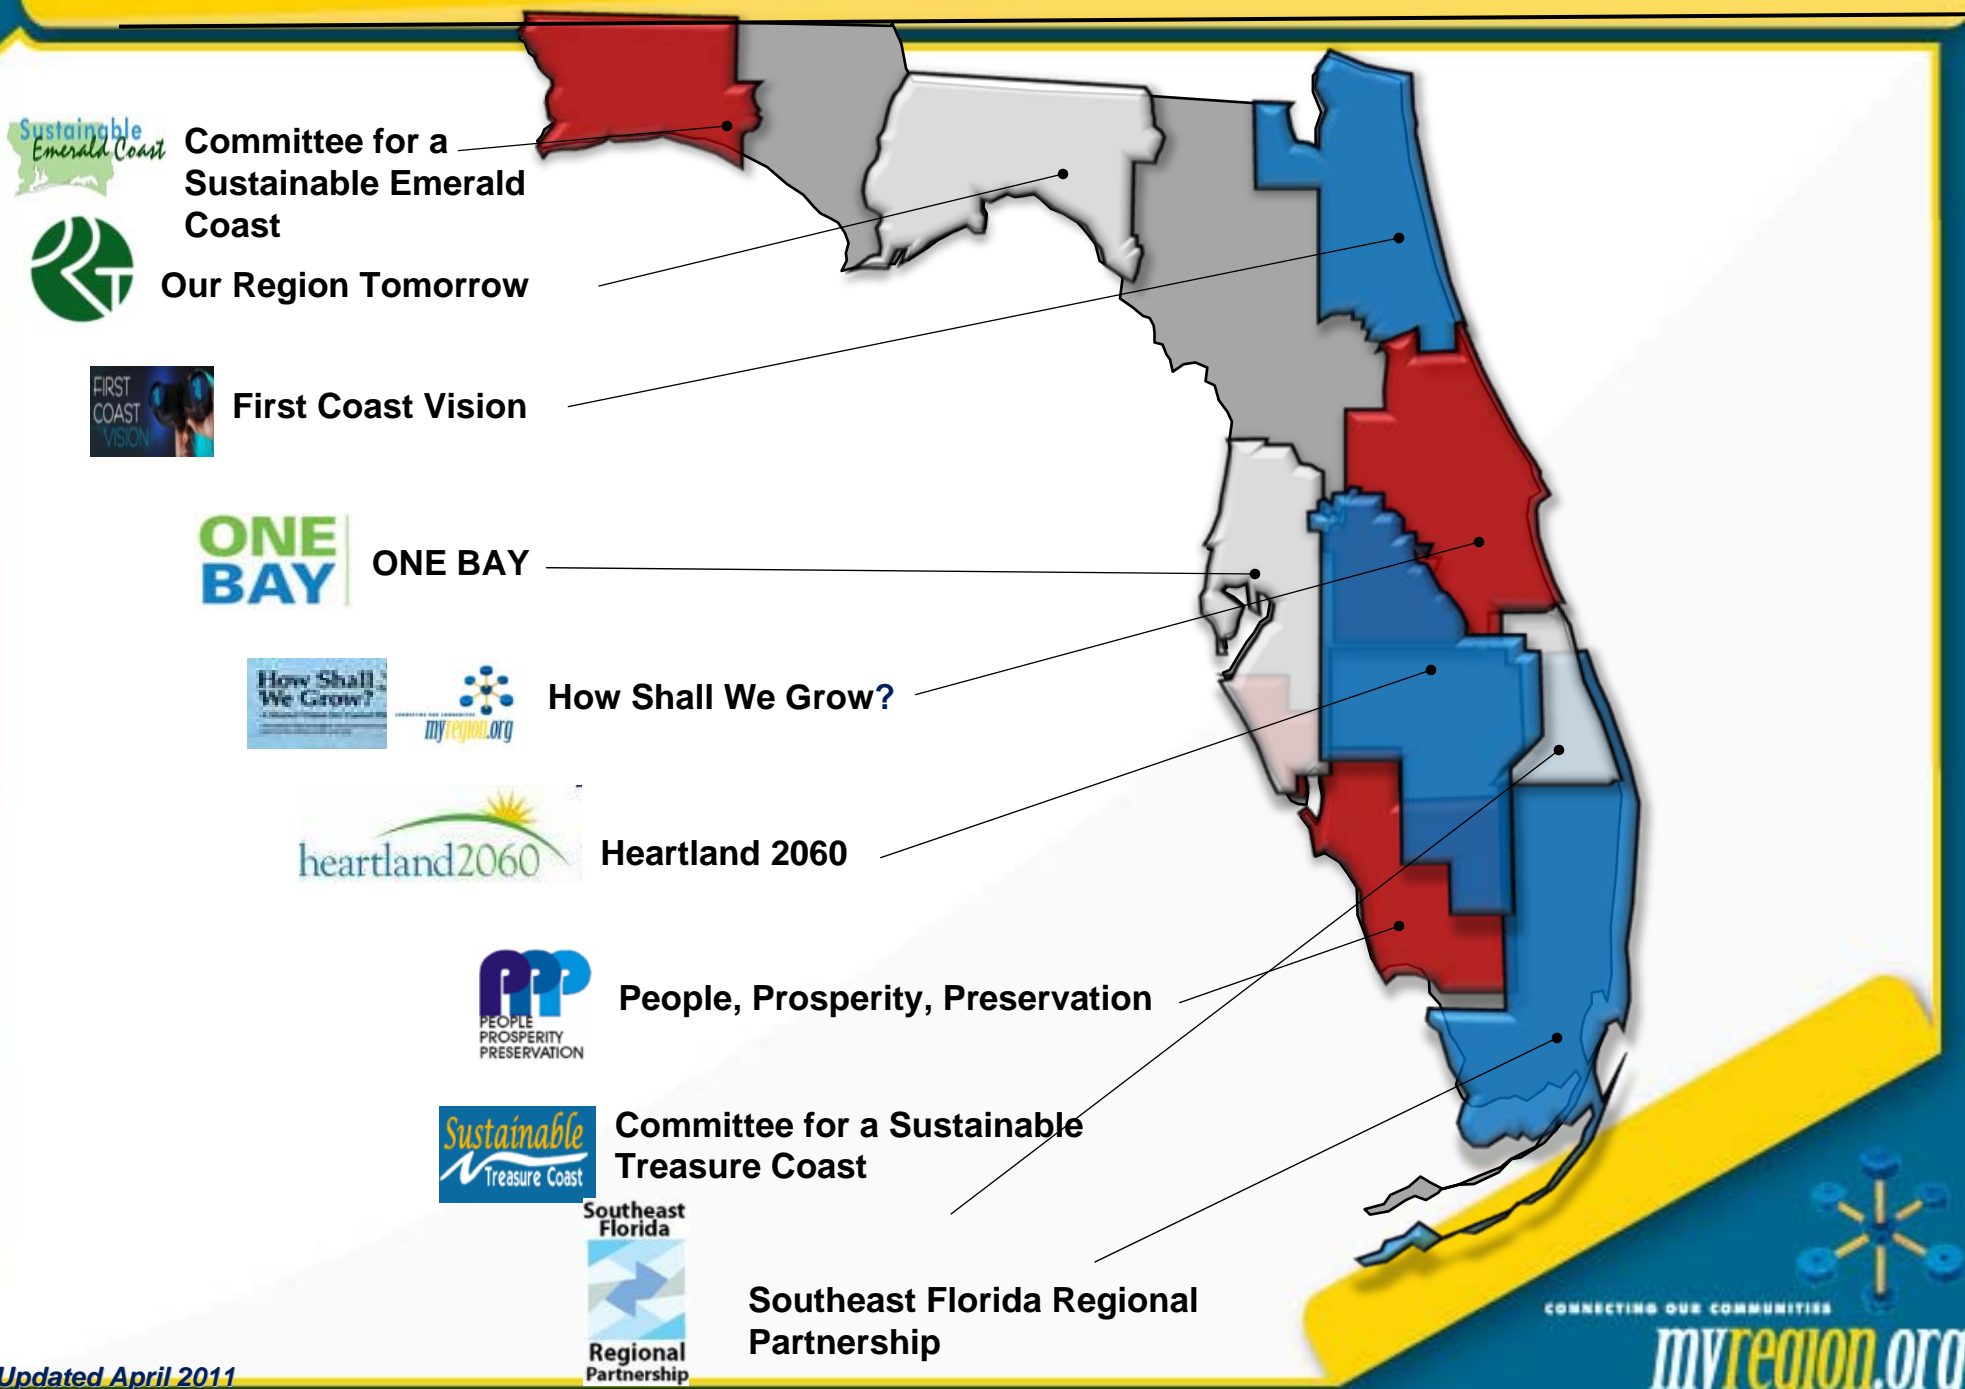 Sustainable
Emerald Coast
Committee for a
Sustainable Emerald
Coast
Our Region Tomorrow
FIRST
COAST
VISION
First Coast Vision
ONE
BAY
ONE BAY
How Shall
We Grow?
CONNECTING OUR COMMUNITIES
myregion.org
How Shall We Grow?
heartland2060
Heartland 2060
PPP
PEOPLE
PROSPERITY
PRESERVATION
People, Prosperity, Preservation
Sustainable
Treasure Coast
Committee for a Sustainable
Treasure Coast
Southeast
Florida
Regional
Partnership
Southeast Florida Regional
Partnership
CONNECTING OUR COMMUNITIES
myregion.org
Updated April 2011